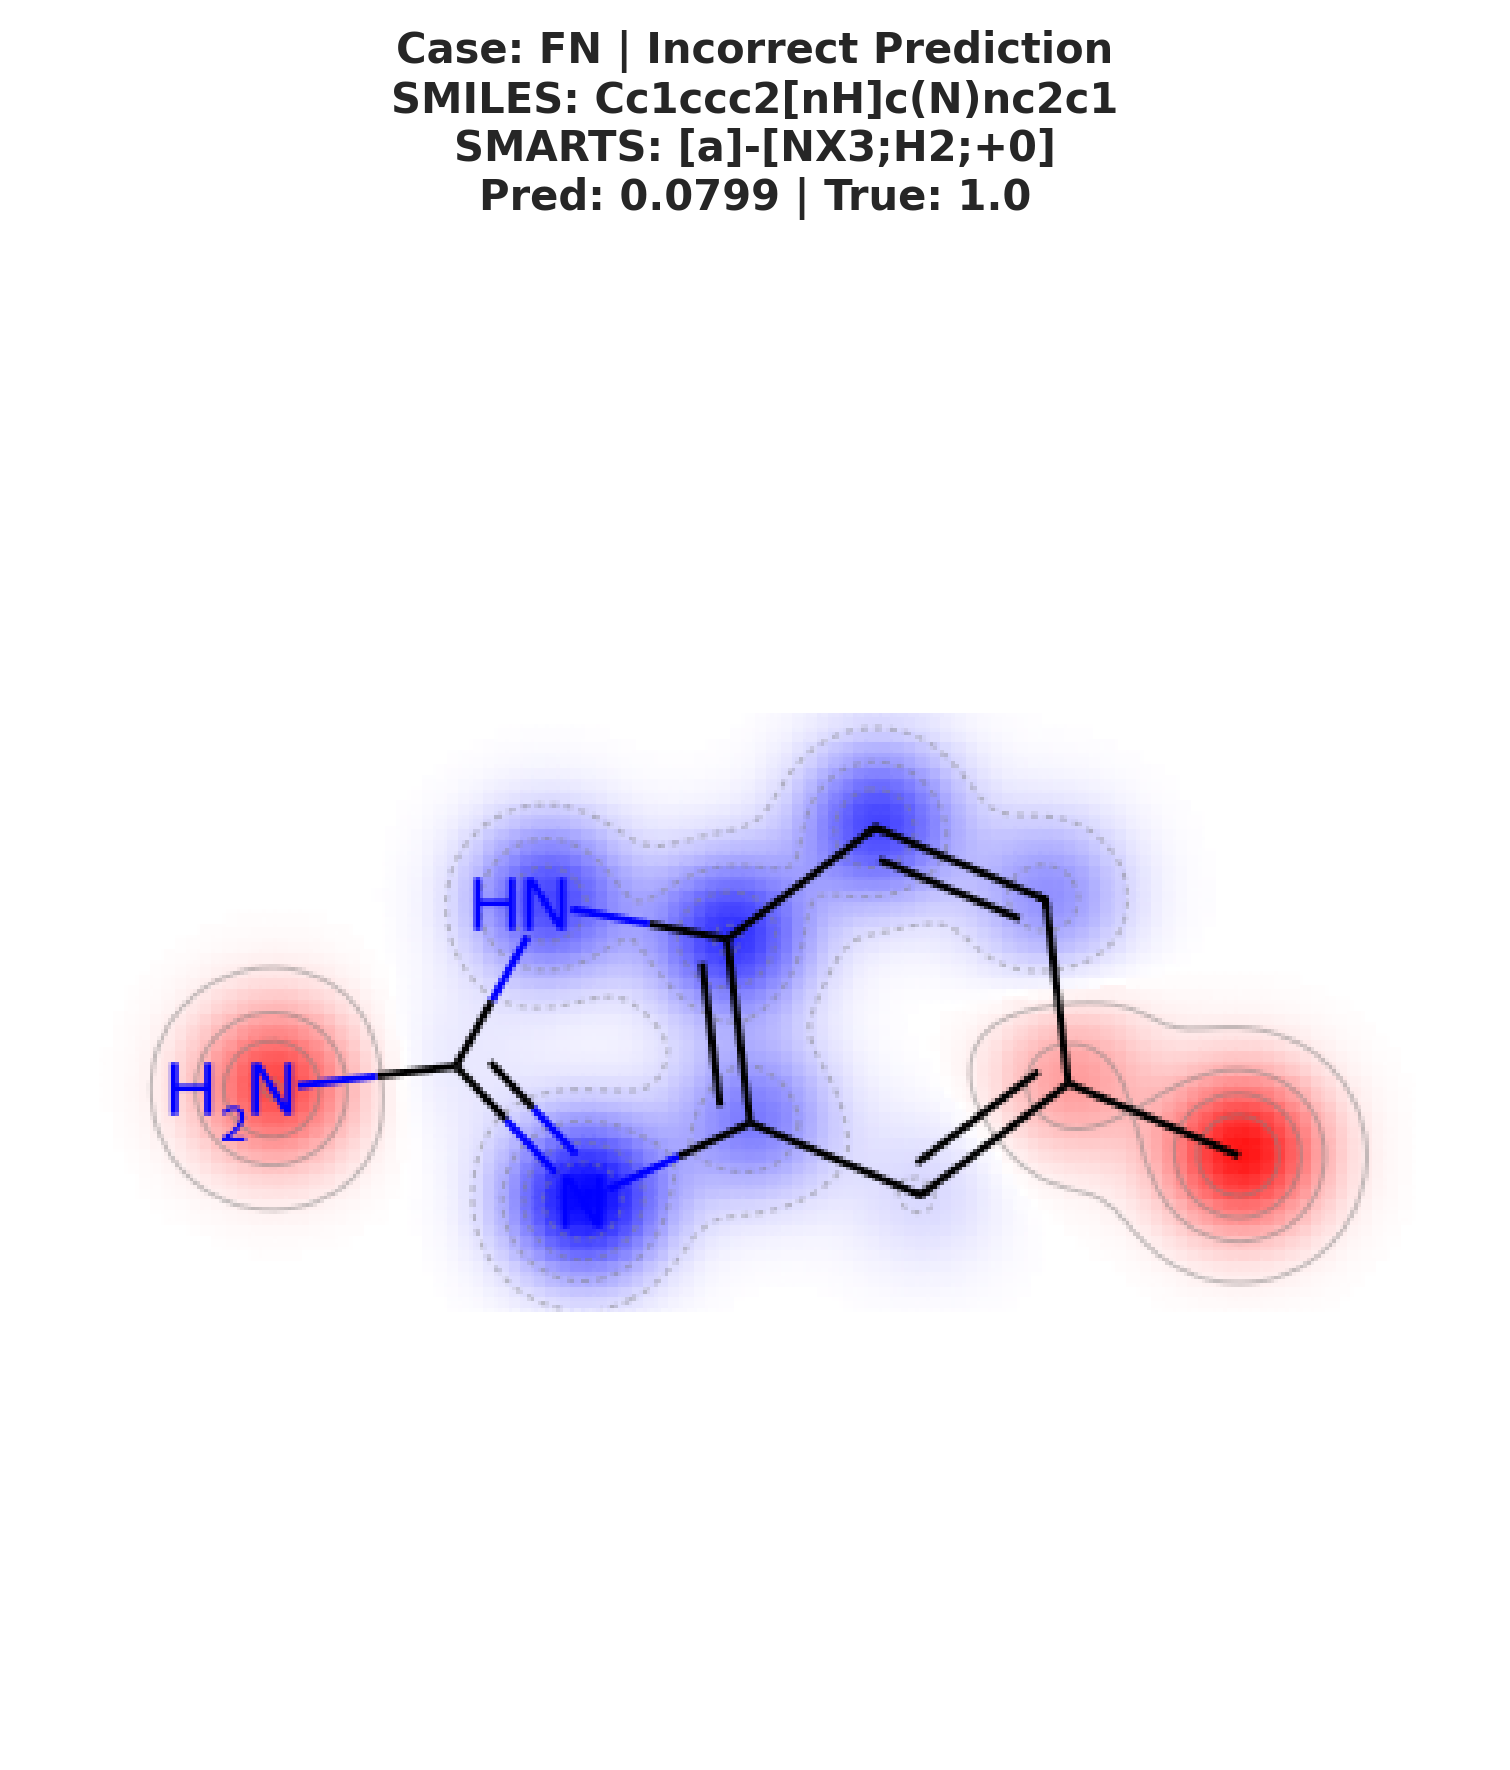 Case: FN | Incorrect Prediction
SMILES: Cc1ccc2[nH]c(N)nc2c1
SMARTS: [a]-[NX3;H2;+0]
Pred: 0.0799 | True: 1.0
HN
H2N
N